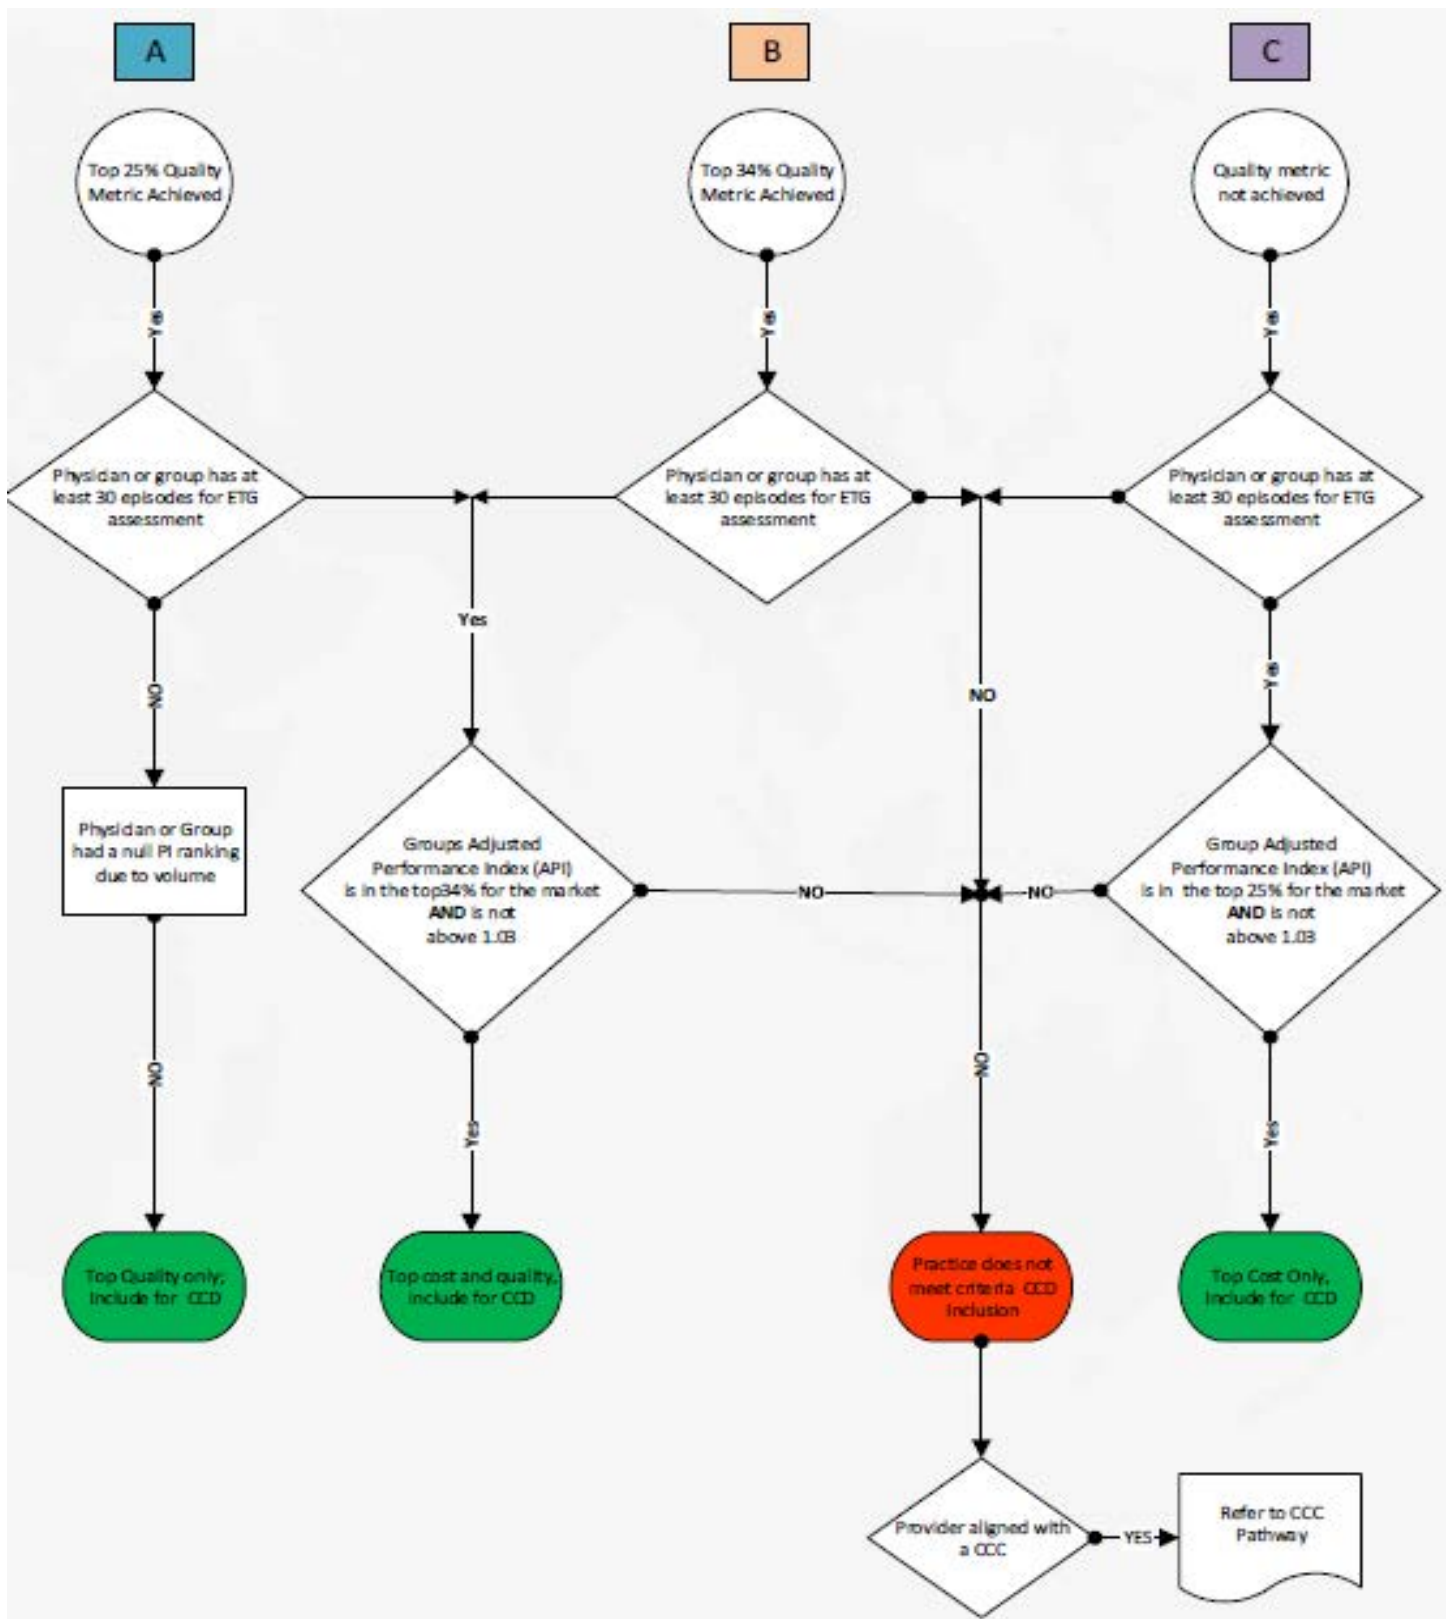 A
B
C
Top 25% Quality
Metric Achieved
Top 34% Quality
Metric Achieved
Quality metric
not achieved
Yes
Yes
Yes
Physician or group has at
least 30 episodes for ETG
assessment
Physician or group has at
least 30 episodes for ETG
assessment
Physician or group has at
least 30 episodes for ETG
assessment
Yes
NO
NO
Yes
Physician or Group
had a null PI ranking
due to volume
Groups Adjusted
Performance Index (API)
is in the top34% for the market
AND is not
above 1.03
NO
NO
Group Adjusted
Performance Index (API)
is in the top 25% for the market
AND is not
above 1.03
NO
Yes
NO
Yes
Top Quality only;
Include for CCD
Top cost and quality,
include for CCD
Practice does not
meet criteria CCD
Inclusion
Top Cost Only,
Include for CCD
Provider aligned with
a CCC
YES
Refer to CCC
Pathway